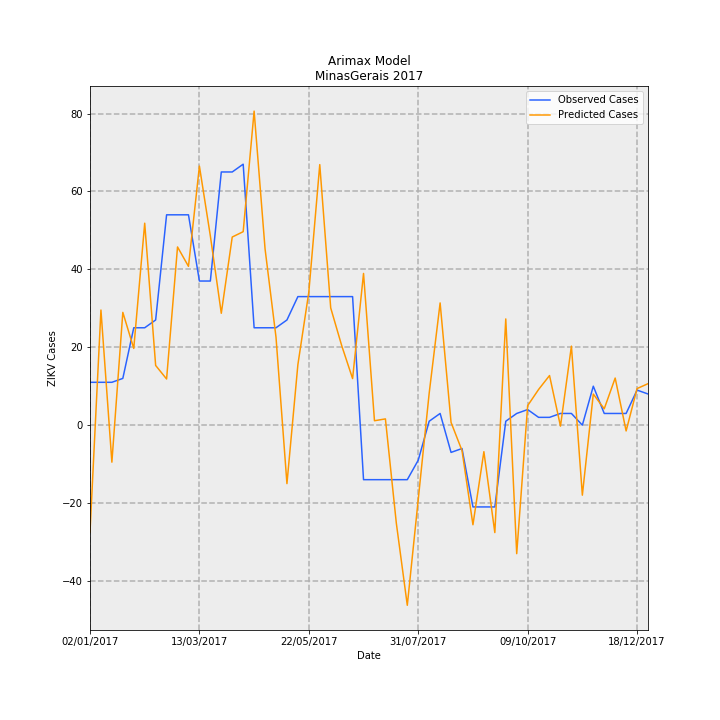 Arimax Model
MinasGerais 2017
Observed Cases
Predicted Cases
80
60
40
20
0
−20
−40
ZIKV Cases
02/01/2017
13/03/2017
22/05/2017
31/07/2017
09/10/2017
18/12/2017
Date